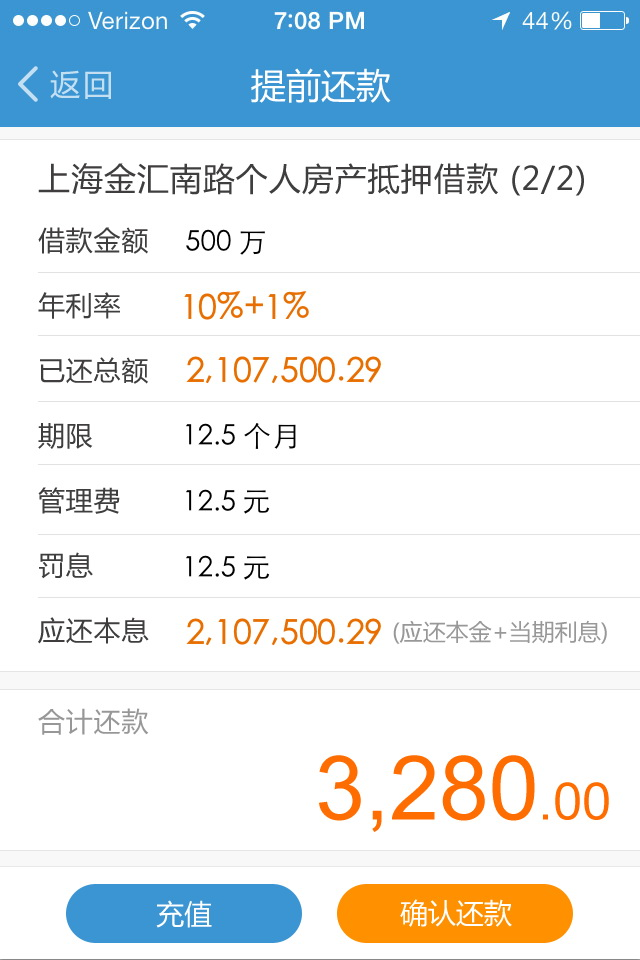 Verizon 7:08 PM 44%
返回 提前还款
上海金汇南路个人房产抵押借款 (2/2)
借款金额 500 万
年利率 10%+1%
已还总额 2,107,500.29
期限 12.5 个月
管理费 12.5 元
罚息 12.5 元
应还本息 2,107,500.29 (应还本金+当期利息)
合计还款
3,280.00
充值 确认还款